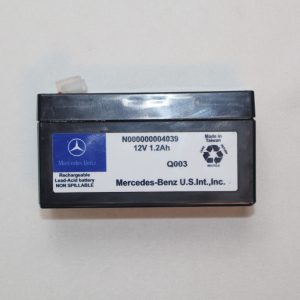 N000000004039
12V 1.2Ah
Made in
Taiwan
Q003
Mercedes-Benz
Rechargeable
Lead-Acid battery
NON SPILLABLE
Mercedes-Benz U.S.Int.,Inc.